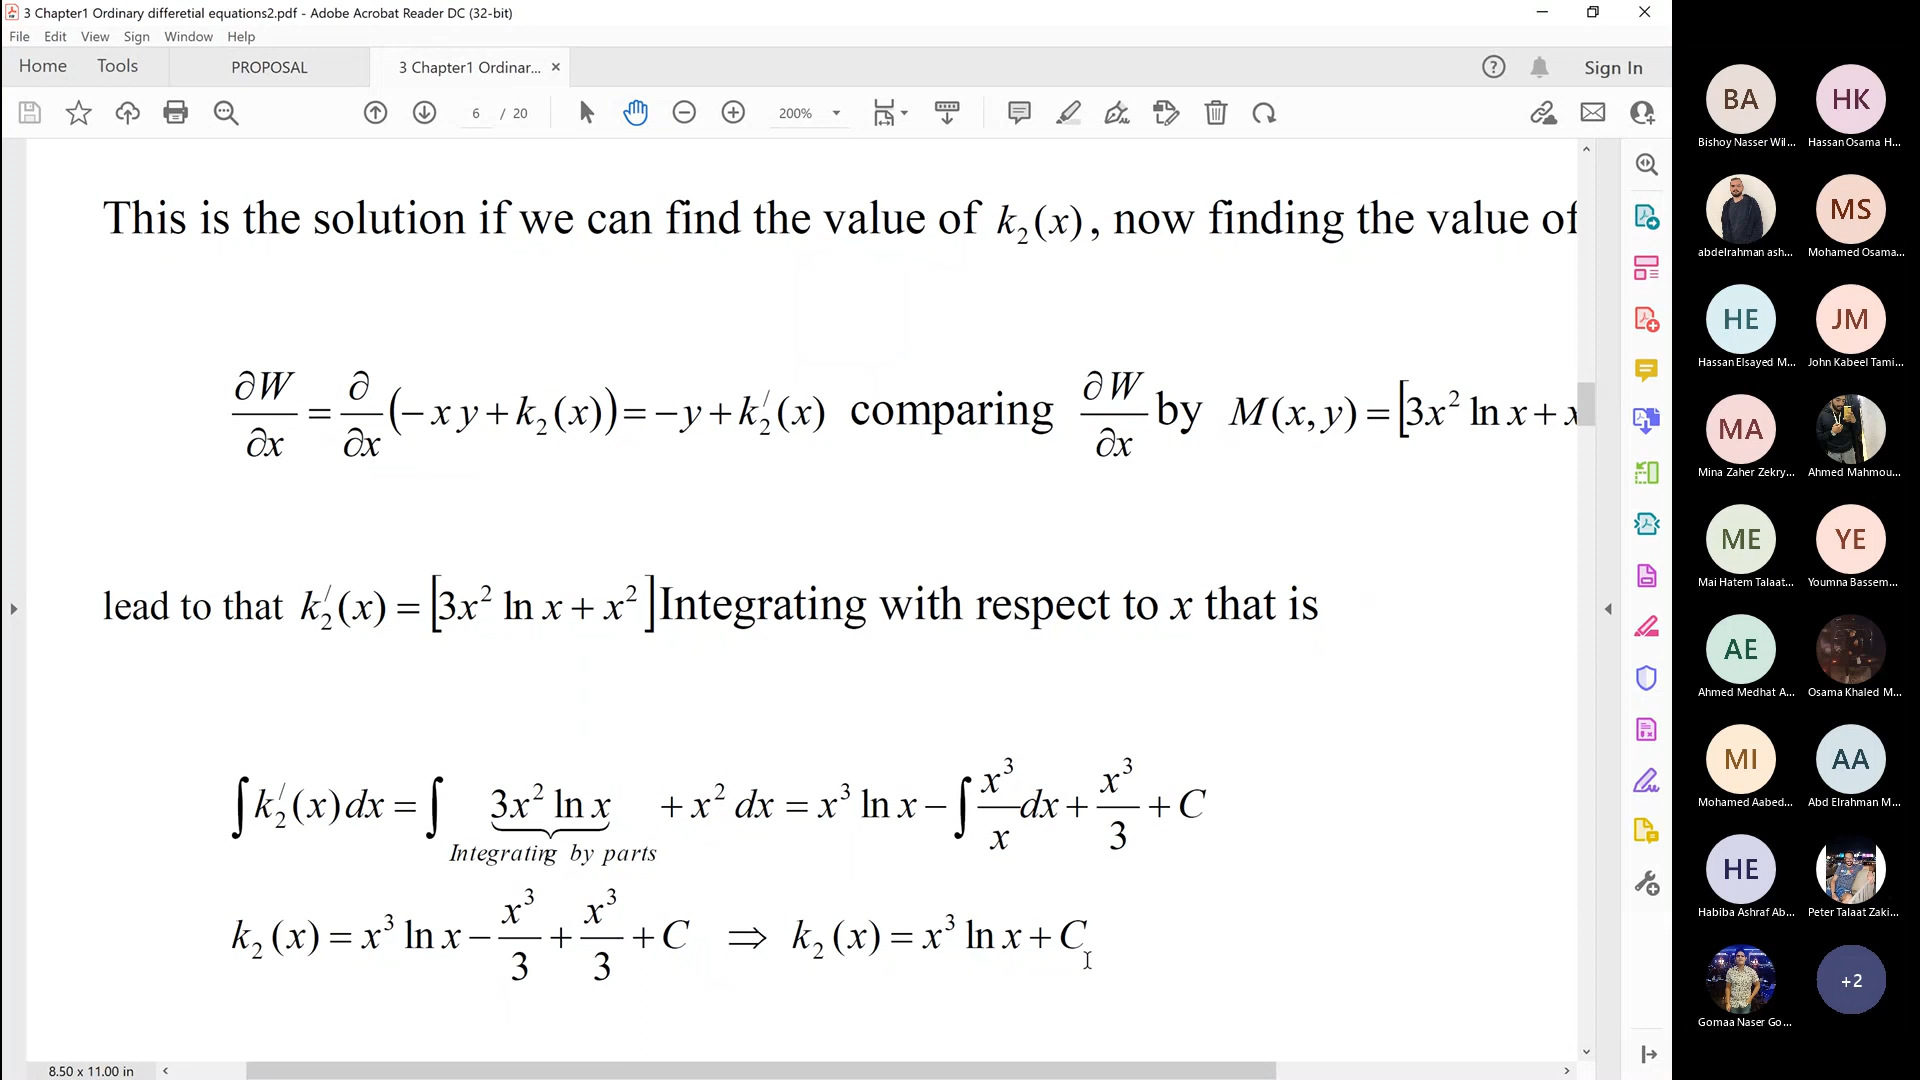 3 Chapter1 Ordinary differetial equations2.pdf - Adobe Acrobat Reader DC (32-bit)
File Edit View Sign Window Help
Home Tools PROPOSAL 3 Chapter1 Ordinar... × Sign In
6 / 20 200%
This is the solution if we can find the value of k₂(x), now finding the value of
∂W/∂x = ∂/∂x (− x y + k₂(x)) = − y + k₂′(x) comparing ∂W/∂x by M(x, y) = [3x² ln x + x
lead to that k₂′(x) = [3x² ln x + x²] Integrating with respect to x that is
∫ k₂′(x) dx = ∫ 3x² ln x + x² dx = x³ ln x − ∫ x³/x dx + x³/3 + C
Integrating by parts
k₂(x) = x³ ln x − x³/3 + x³/3 + C ⇒ k₂(x) = x³ ln x + C
8.50 x 11.00 in
BA HK
Bishoy Nasser Wil... Hassan Osama H...
MS
abdelrahman ash... Mohamed Osama...
HE JM
Hassan Elsayed M... John Kabeel Tami...
MA
Mina Zaher Zekry... Ahmed Mahmou...
ME YE
Mai Hatem Talaat... Youmna Bassem...
AE
Ahmed Medhat A... Osama Khaled M...
MI AA
Mohamed Aabed... Abd Elrahman M...
HE
Habiba Ashraf Ab... Peter Talaat Zaki...
+2
Gomaa Naser Go...